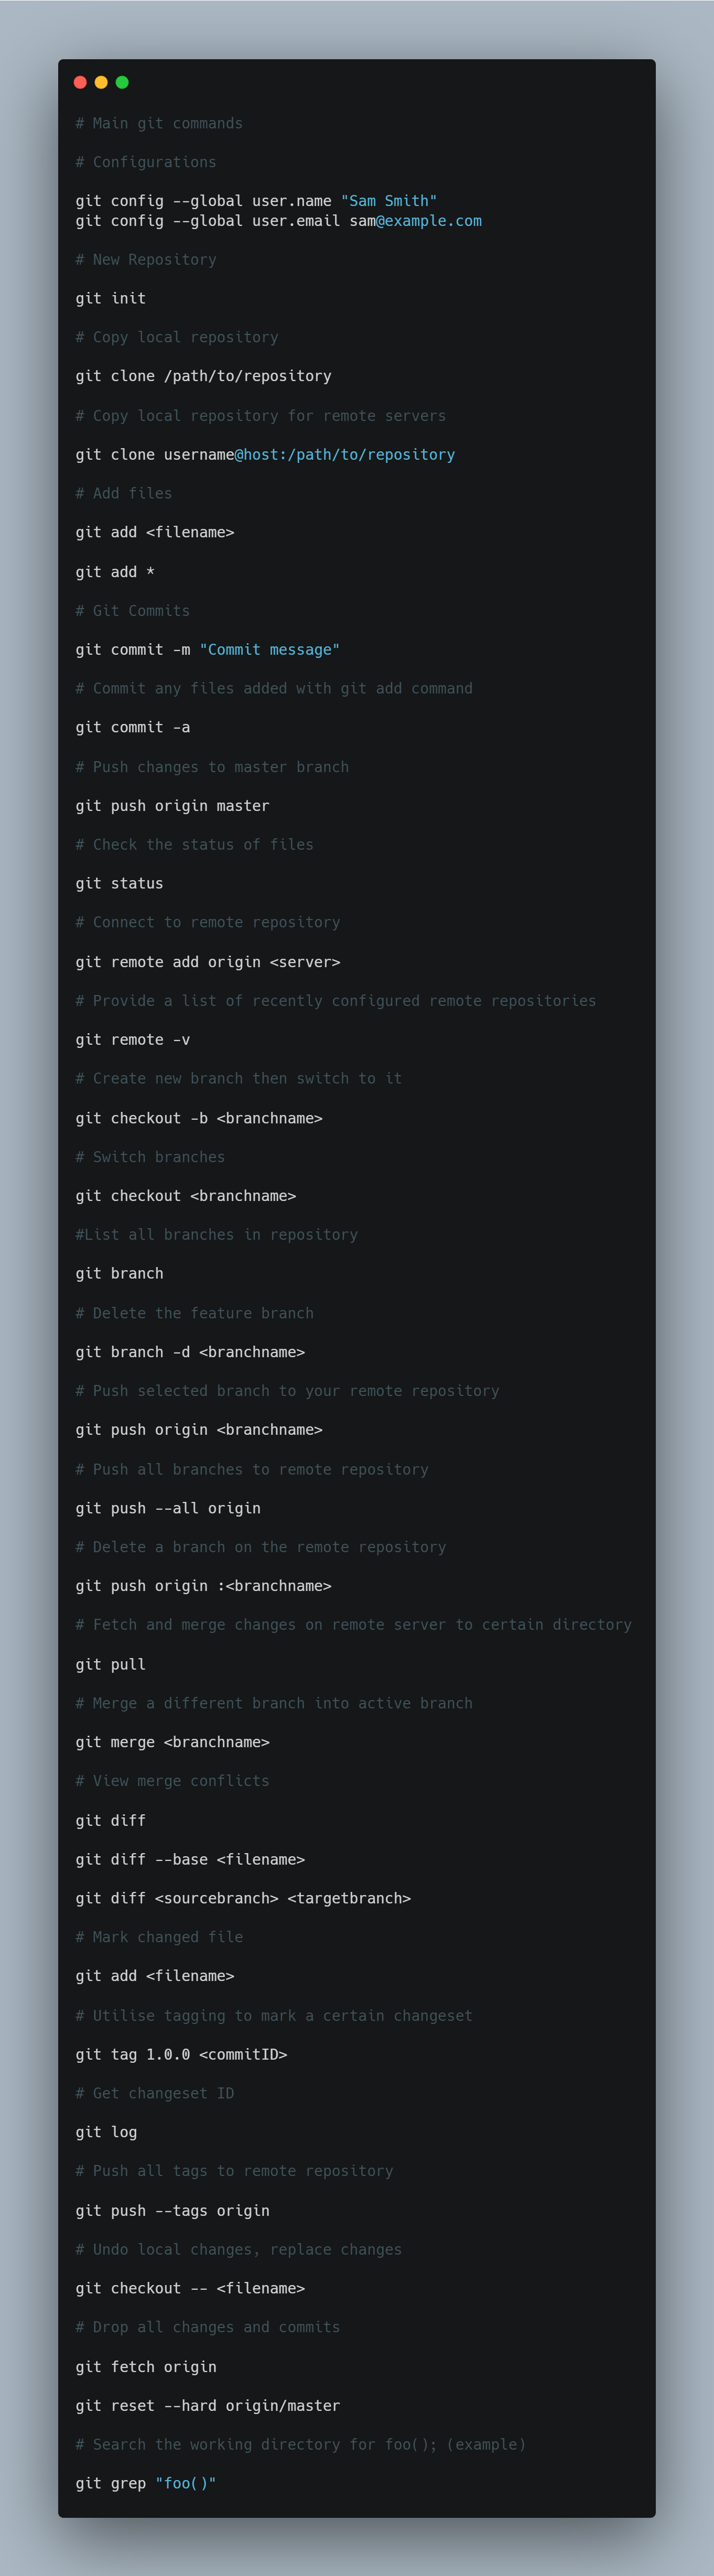 # Main git commands
# Configurations
git config --global user.name "Sam Smith"
git config --global user.email sam@example.com
# New Repository
git init
# Copy local repository
git clone /path/to/repository
# Copy local repository for remote servers
git clone username@host:/path/to/repository
# Add files
git add <filename>
git add *
# Git Commits
git commit -m "Commit message"
# Commit any files added with git add command
git commit -a
# Push changes to master branch
git push origin master
# Check the status of files
git status
# Connect to remote repository
git remote add origin <server>
# Provide a list of recently configured remote repositories
git remote -v
# Create new branch then switch to it
git checkout -b <branchname>
# Switch branches
git checkout <branchname>
#List all branches in repository
git branch
# Delete the feature branch
git branch -d <branchname>
# Push selected branch to your remote repository
git push origin <branchname>
# Push all branches to remote repository
git push --all origin
# Delete a branch on the remote repository
git push origin :<branchname>
# Fetch and merge changes on remote server to certain directory
git pull
# Merge a different branch into active branch
git merge <branchname>
# View merge conflicts
git diff
git diff --base <filename>
git diff <sourcebranch> <targetbranch>
# Mark changed file
git add <filename>
# Utilise tagging to mark a certain changeset
git tag 1.0.0 <commitID>
# Get changeset ID
git log
# Push all tags to remote repository
git push --tags origin
# Undo local changes, replace changes
git checkout -- <filename>
# Drop all changes and commits
git fetch origin
git reset --hard origin/master
# Search the working directory for foo(); (example)
git grep "foo()"